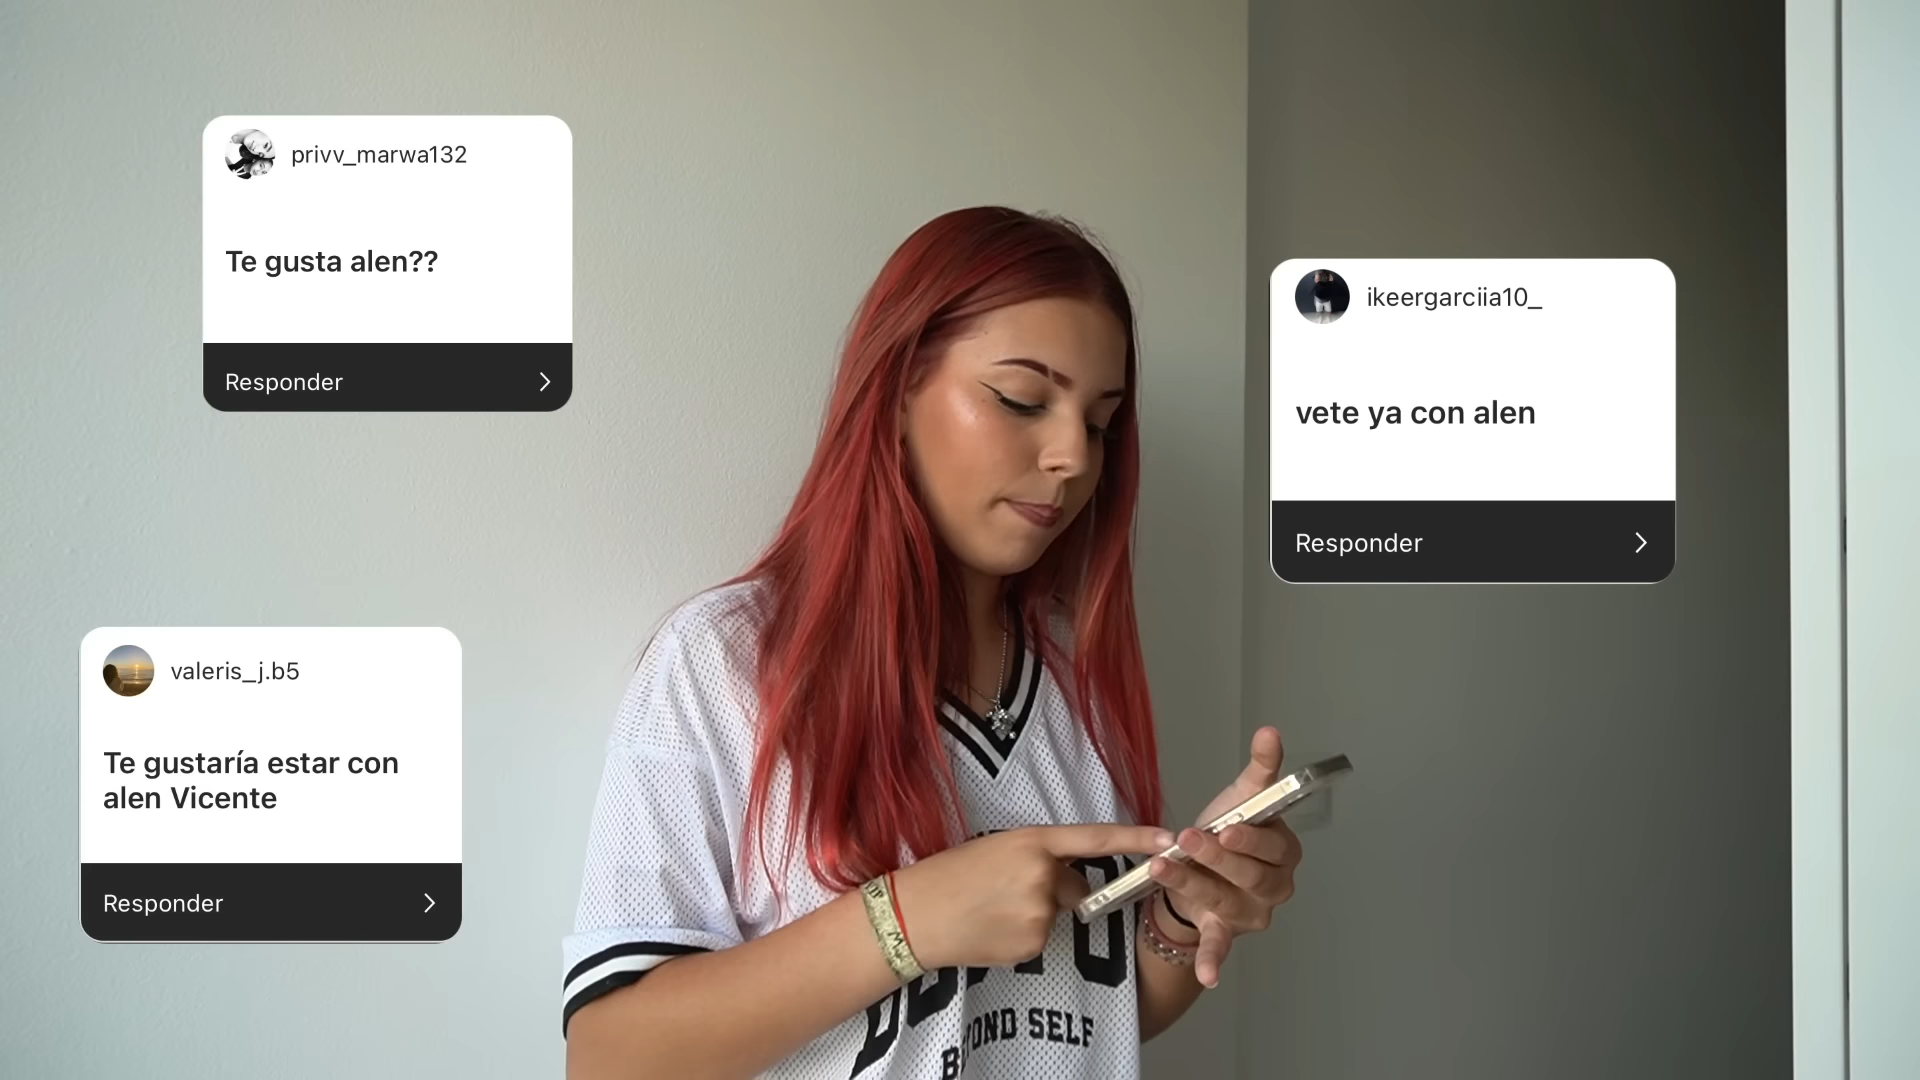 privv_marwa132
Te gusta alen??
Responder
ikeergarciia10_
vete ya con alen
Responder
valeris_j.b5
Te gustaría estar con
alen Vicente
Responder
OND SELF